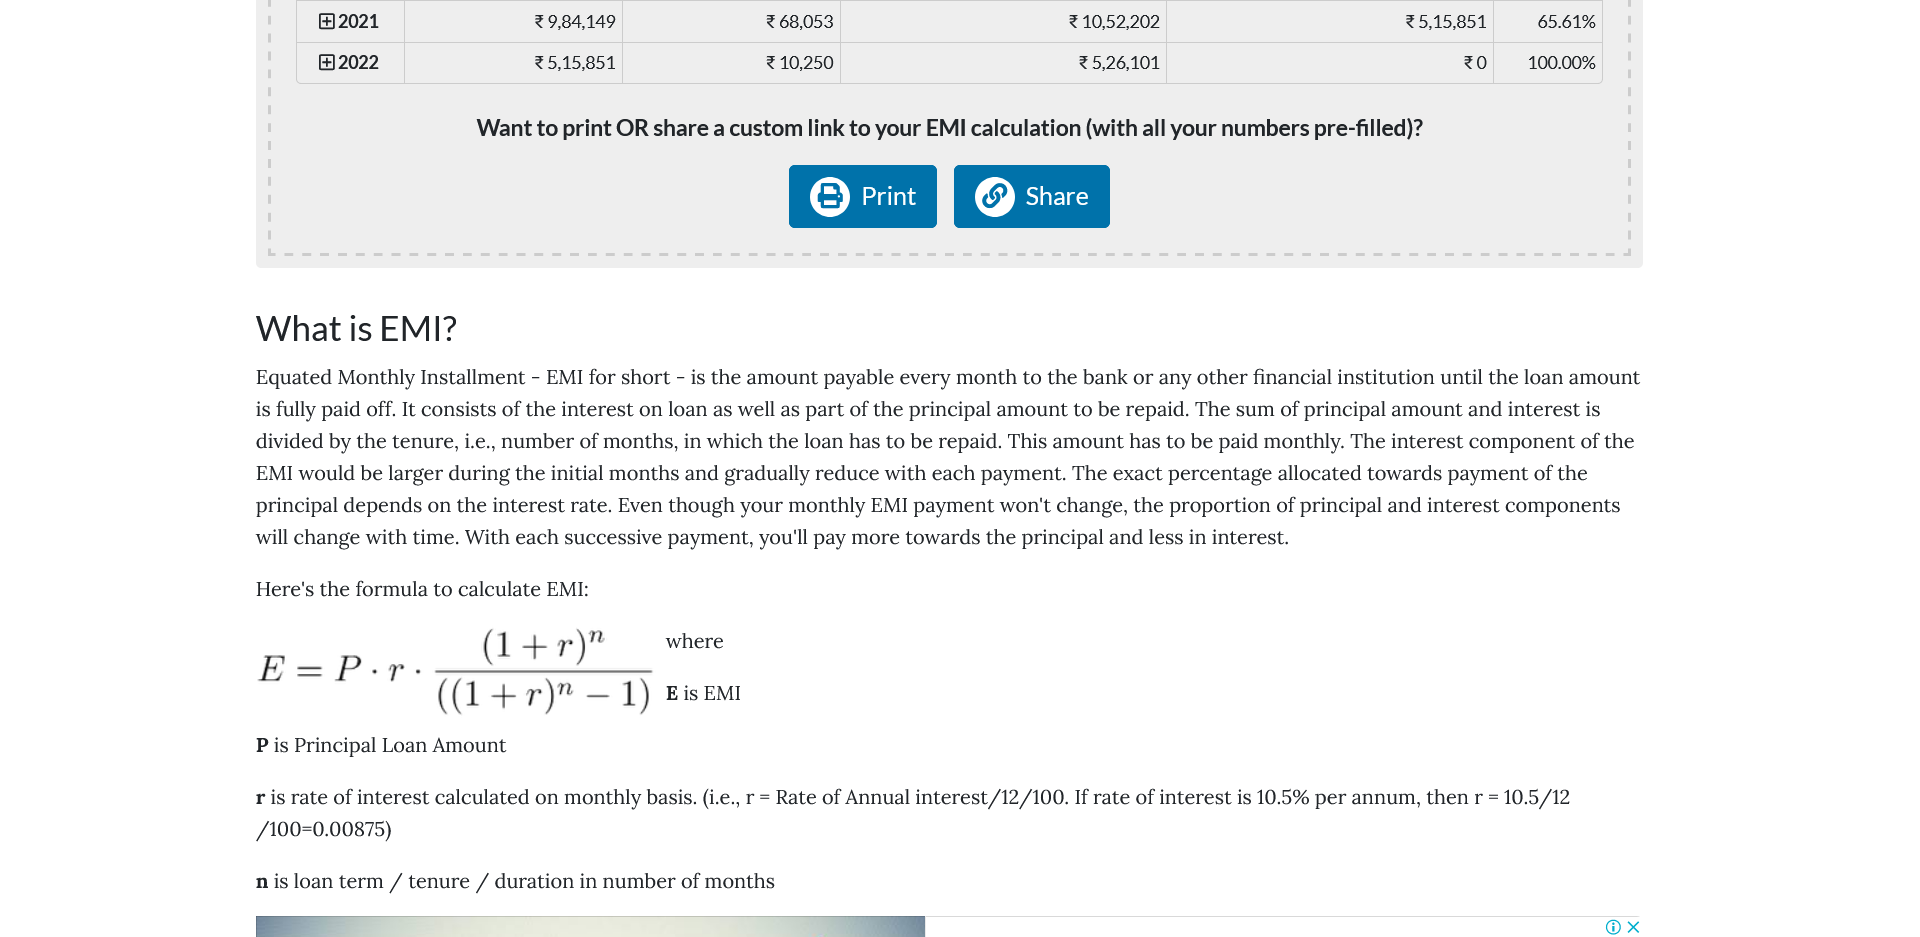 2021 ₹ 9,84,149 ₹ 68,053 ₹ 10,52,202 ₹ 5,15,851 65.61%
2022 ₹ 5,15,851 ₹ 10,250 ₹ 5,26,101 ₹ 0 100.00%
Want to print OR share a custom link to your EMI calculation (with all your numbers pre-filled)?
Print Share
What is EMI?
Equated Monthly Installment - EMI for short - is the amount payable every month to the bank or any other financial institution until the loan amount
is fully paid off. It consists of the interest on loan as well as part of the principal amount to be repaid. The sum of principal amount and interest is
divided by the tenure, i.e., number of months, in which the loan has to be repaid. This amount has to be paid monthly. The interest component of the
EMI would be larger during the initial months and gradually reduce with each payment. The exact percentage allocated towards payment of the
principal depends on the interest rate. Even though your monthly EMI payment won't change, the proportion of principal and interest components
will change with time. With each successive payment, you'll pay more towards the principal and less in interest.
Here's the formula to calculate EMI:
E = P · r · (1 + r)^n / ((1 + r)^n − 1)
where
E is EMI
P is Principal Loan Amount
r is rate of interest calculated on monthly basis. (i.e., r = Rate of Annual interest/12/100. If rate of interest is 10.5% per annum, then r = 10.5/12
/100=0.00875)
n is loan term / tenure / duration in number of months